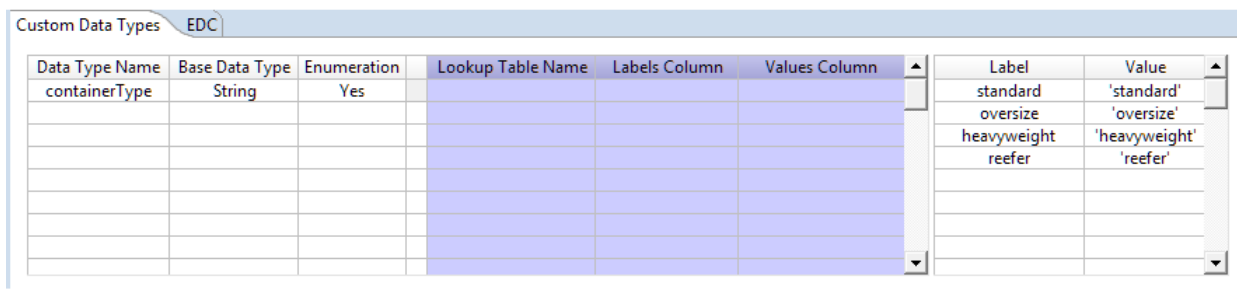 Custom Data Types EDC
Data Type Name Base Data Type Enumeration Lookup Table Name Labels Column Values Column Label Value
containerType String Yes standard 'standard'
oversize 'oversize'
heavyweight 'heavyweight'
reefer 'reefer'